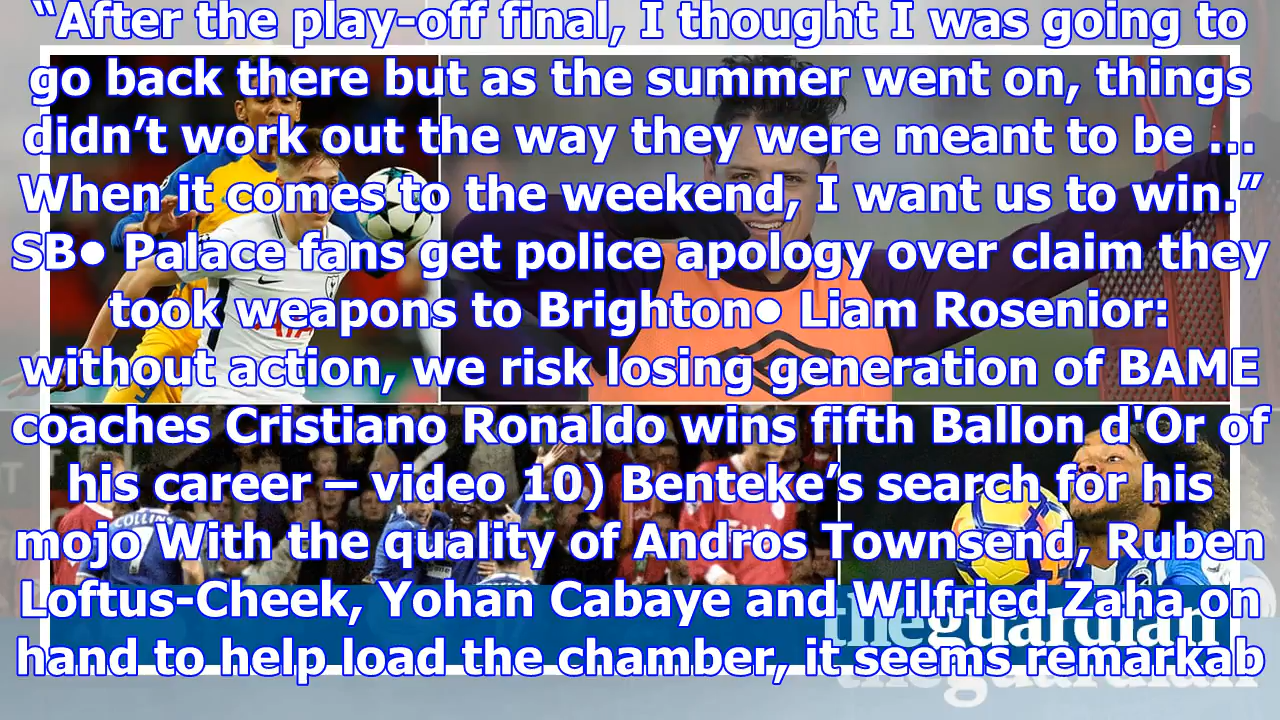 “After the play-off final, I thought I was going to
go back there but as the summer went on, things
didn’t work out the way they were meant to be ...
When it comes to the weekend, I want us to win.”
SB● Palace fans get police apology over claim they
took weapons to Brighton● Liam Rosenior:
without action, we risk losing generation of BAME
coaches Cristiano Ronaldo wins fifth Ballon d'Or of
his career – video 10) Benteke’s search for his
mojo With the quality of Andros Townsend, Ruben
Loftus-Cheek, Yohan Cabaye and Wilfried Zaha on
hand to help load the chamber, it seems remarkab
COLLINS
theguardian
theguardian